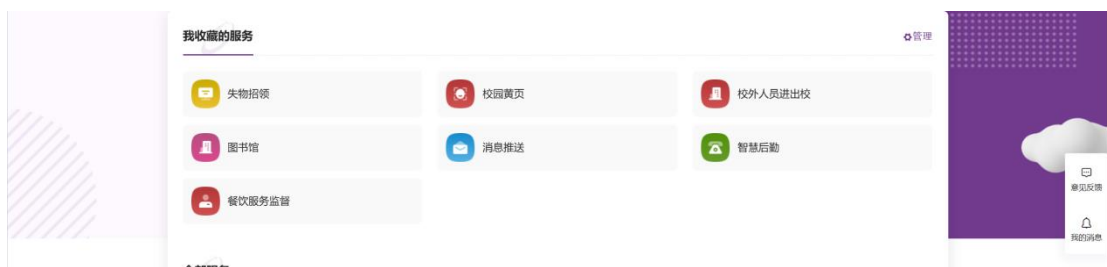 我收藏的服务
管理
失物招领
校园黄页
校外人员进出校
图书馆
消息推送
智慧后勤
餐饮服务监督
意见反馈
我的消息